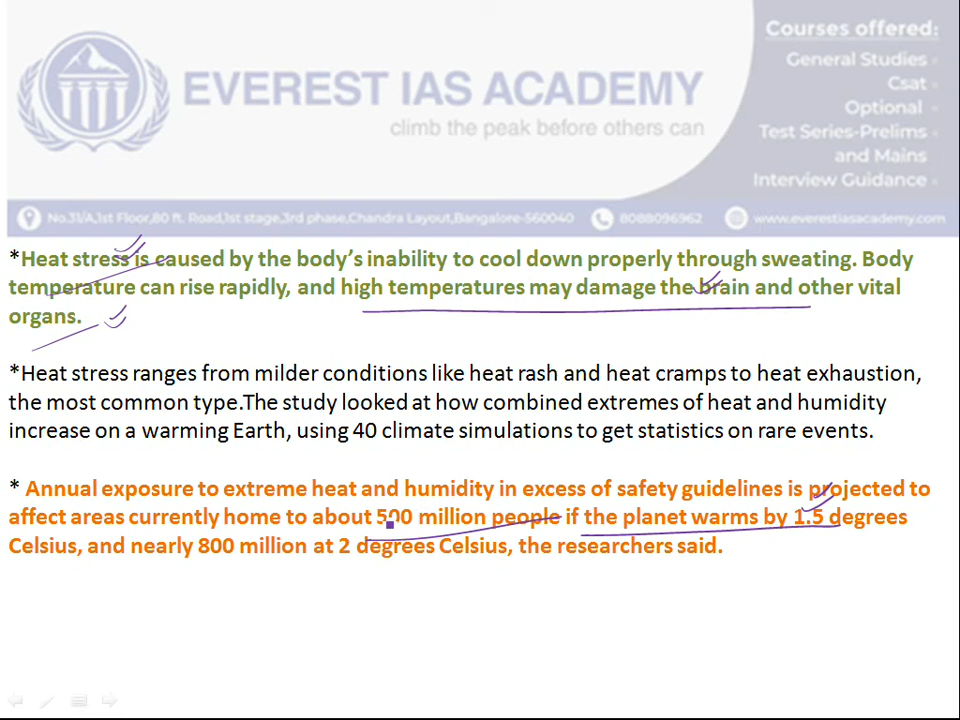 Courses offered:
General Studies
Csat
EVEREST IAS ACADEMY
Optional
climb the peak before others can
Test Series-Prelims
and Mains
Interview Guidance
No.31/A,1st Floor,80 ft. Road,1st stage,3rd phase,Chandra Layout,Bangalore-560040
8088096962
www.everestiasacademy.com
*Heat stress is caused by the body's inability to cool down properly through sweating. Body
temperature can rise rapidly, and high temperatures may damage the brain and other vital
organs.
*Heat stress ranges from milder conditions like heat rash and heat cramps to heat exhaustion,
the most common type.The study looked at how combined extremes of heat and humidity
increase on a warming Earth, using 40 climate simulations to get statistics on rare events.
* Annual exposure to extreme heat and humidity in excess of safety guidelines is projected to
affect areas currently home to about 500 million people if the planet warms by 1.5 degrees
Celsius, and nearly 800 million at 2 degrees Celsius, the researchers said.